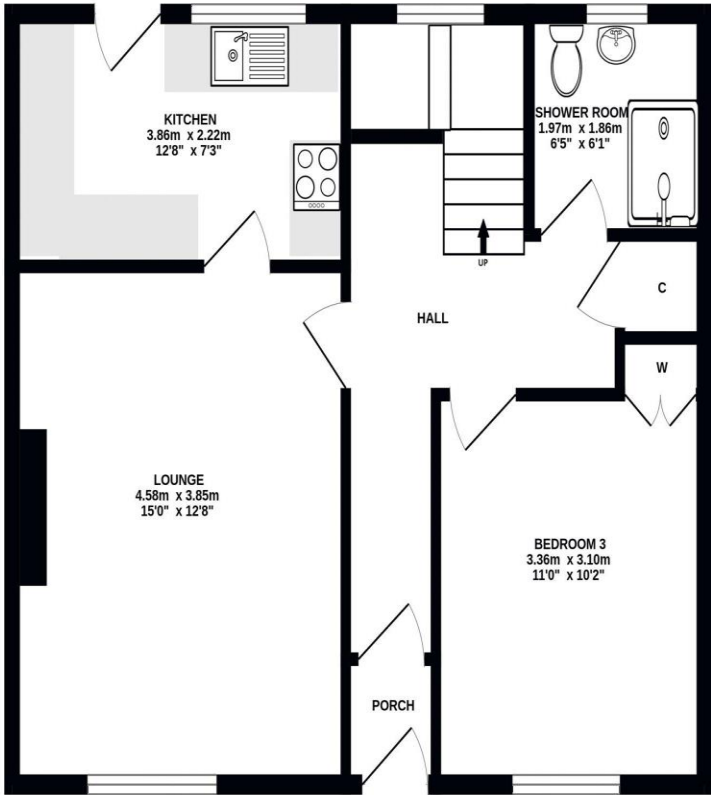 KITCHEN
3.86m x 2.22m
12'8" x 7'3"
SHOWER ROOM
1.97m x 1.86m
6'5" x 6'1"
UP
C
HALL
W
LOUNGE
4.58m x 3.85m
15'0" x 12'8"
BEDROOM 3
3.36m x 3.10m
11'0" x 10'2"
PORCH